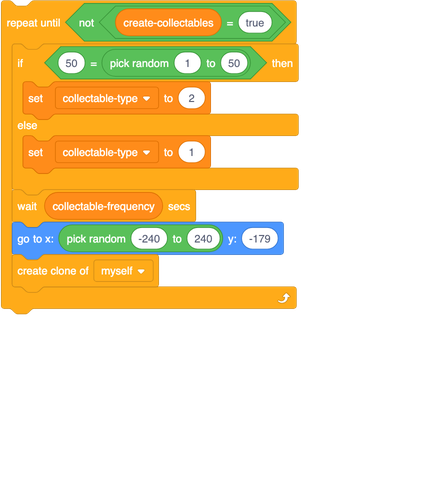 repeat until not create-collectables = true
if 50 = pick random 1 to 50 then
set collectable-type to 2
else
set collectable-type to 1
wait collectable-frequency secs
go to x: pick random -240 to 240 y: -179
create clone of myself